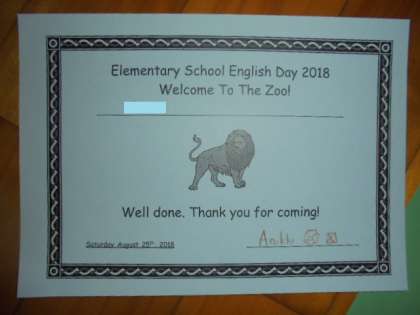 Elementary School English Day 2018
Welcome To The Zoo!
Well done. Thank you for coming!
Saturday August 25th, 2018